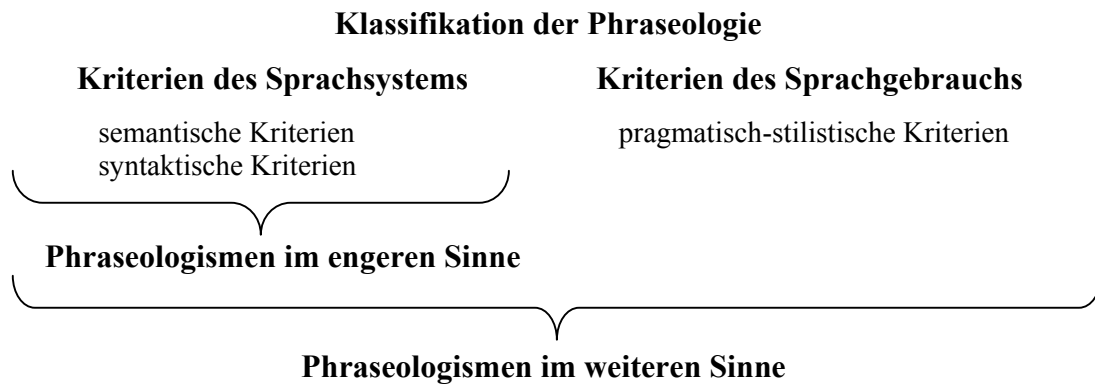 Klassifikation der Phraseologie
Kriterien des Sprachsystems
Kriterien des Sprachgebrauchs
semantische Kriterien
syntaktische Kriterien
pragmatisch-stilistische Kriterien
Phraseologismen im engeren Sinne
Phraseologismen im weiteren Sinne